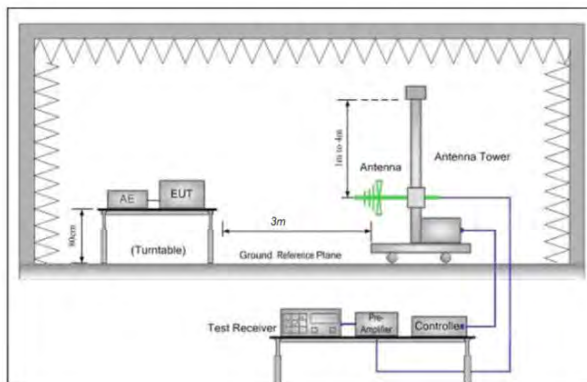 1m to 4m
Antenna
Antenna Tower
AE
EUT
3m
80cm
(Turntable)
Ground Reference Plane
Test Receiver
Pre-
Amplifier
Controller